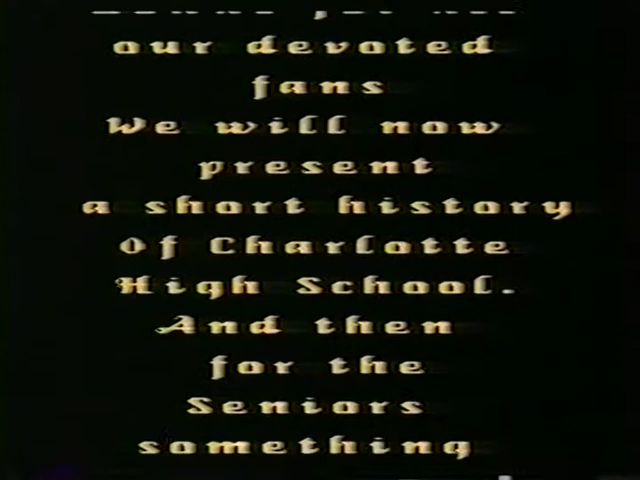 our devoted
fans
We will now
present
a short history
Of Charlotte
High School.
And then
for the
Seniors
something